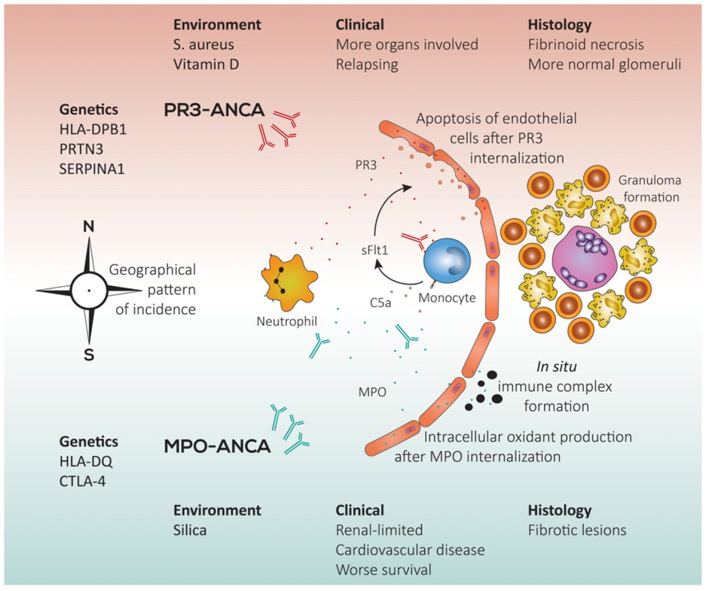 Environment
S. aureus
Vitamin D
Clinical
More organs involved
Relapsing
Histology
Fibrinoid necrosis
More normal glomeruli
Genetics
HLA-DPB1
PRTN3
SERPINA1
PR3-ANCA
Apoptosis of endothelial
cells after PR3
internalization
PR3
Granuloma
formation
N
Geographical
pattern
of incidence
S
Neutrophil
sFlt1
C5a
Monocyte
In situ
immune complex
formation
MPO
Intracellular oxidant production
after MPO internalization
Genetics
HLA-DQ
CTLA-4
MPO-ANCA
Environment
Silica
Clinical
Renal-limited
Cardiovascular disease
Worse survival
Histology
Fibrotic lesions